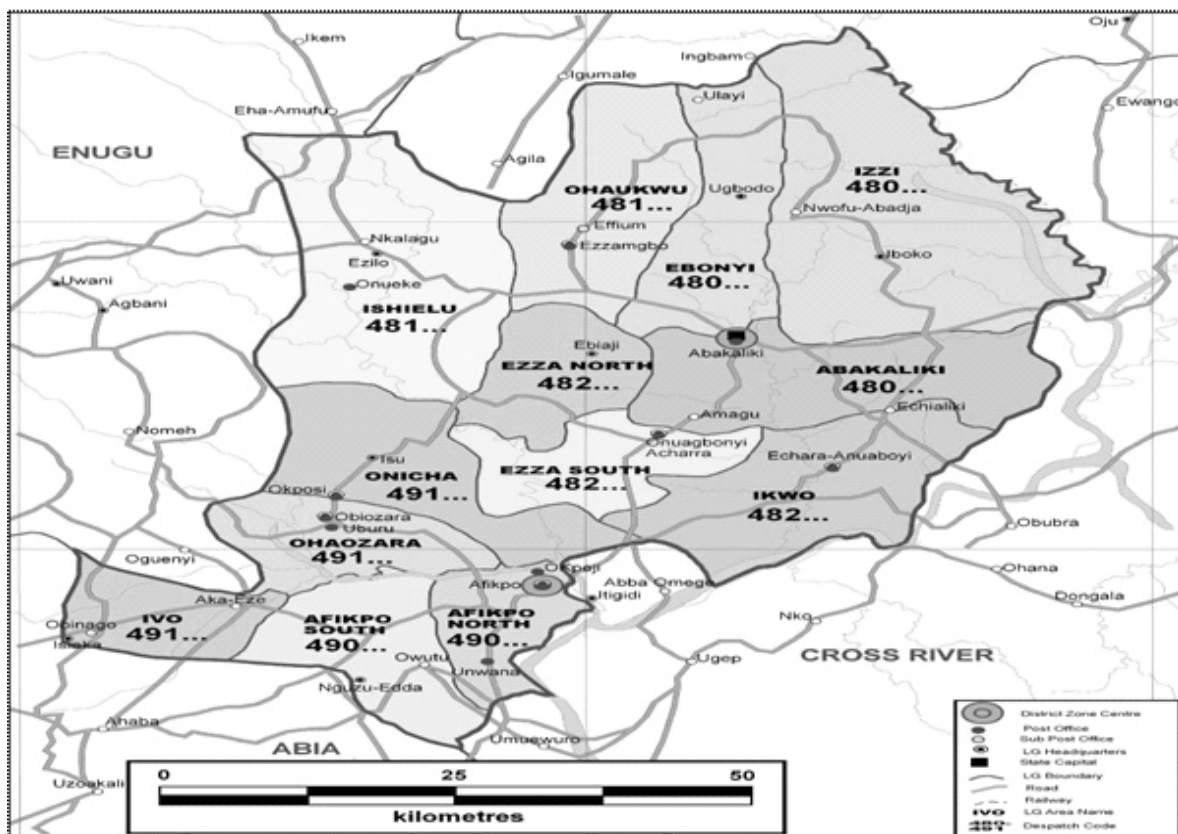 Oju
Ikem
Ingbam
Igumale
Ulayi
Ewango
Eha-Amufu
ENUGU
Agila
OHAUKWU
481...
IZZI
480...
Ugbodo
Nwofu-Abadja
Effium
Nkalagu
Ezzamgbo
Ezilo
Iboko
Uwani
Onueke
EBONYI
480...
Agbani
ISHIELU
481...
Ebiaji
Abakaliki
EZZA NORTH
482...
ABAKALIKI
480...
Echialiki
Amagu
Nomeh
Onuagbonyi
Acharra
Isu
Echara-Anuaboyi
EZZA SOUTH
482...
ONICHA
491...
Okposi
IKWO
482...
Obiozara
Uburu
Obubra
OHAOZARA
491...
Oguenyi
Okpoji
Ohana
Afikpo
Itigidi
Abba Omege
Dongala
Aka-Eze
IVO
491...
AFIKPO
SOUTH
490...
AFIKPO
NORTH
490...
Nko
Owutu
Unwana
Ugep
CROSS RIVER
Nguzu-Edda
Ahaba
ABIA
Umuewuro
Uzoakali
0 25 50
kilometres
District Zone Centre
Post Office
Sub Post Office
LG Headquarters
State Capital
LG Boundary
Road
Railway
IVO LG Area Name
480-
481 Despatch Code